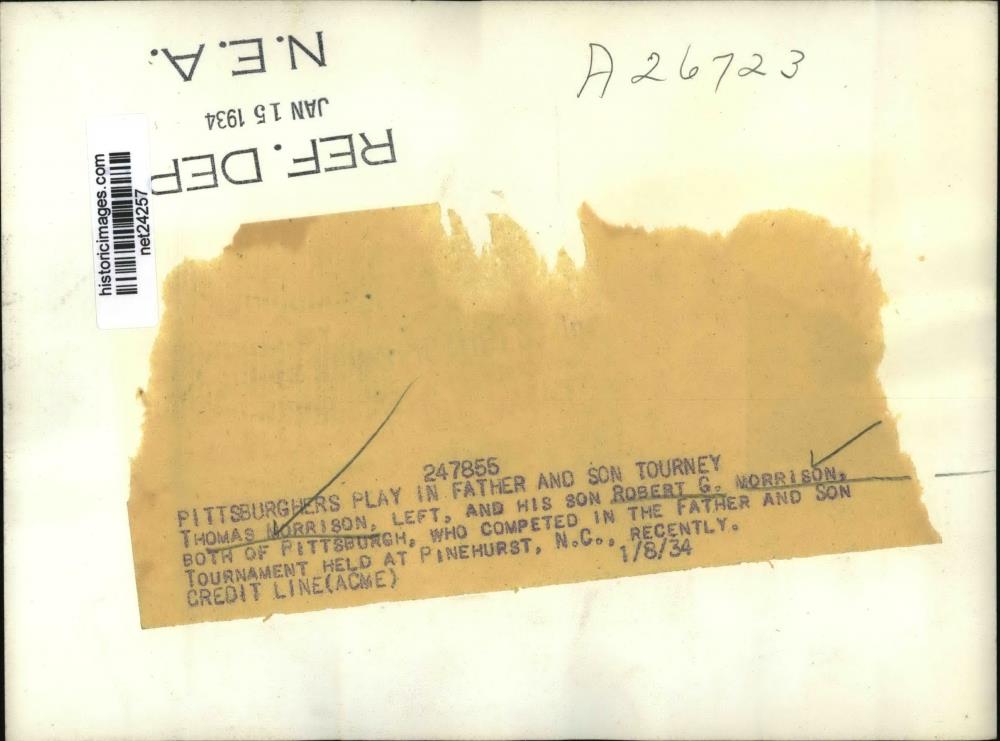 N.E.A.
JAN 15 1934
REF. DEP
A26723
historicimages.com
net24257
247855
PITTSBURGHERS PLAY IN FATHER AND SON TOURNEY
THOMAS MORRISON, LEFT, AND HIS SON ROBERT G. MORRISON,
BOTH OF PITTSBURGH, WHO COMPETED IN THE FATHER AND SON
TOURNAMENT HELD AT PINEHURST, N.C., RECENTLY.
CREDIT LINE(ACME) 1/8/34